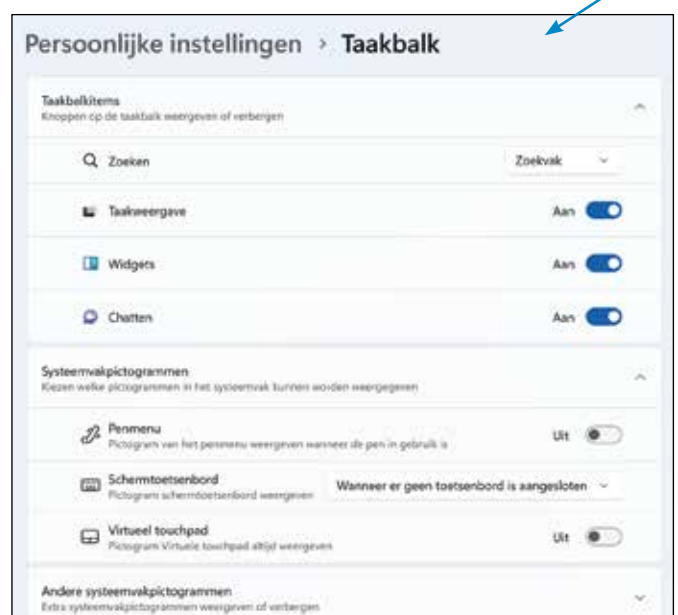 Persoonlijke instellingen > Taakbalk
Taakbalkitems
Knoppen op de taakbalk weergeven of verbergen
Zoeken
Zoekvak
Taakweergave
Aan
Widgets
Aan
Chatten
Aan
Systeemvakpictogrammen
Kiezen welke pictogrammen in het systeemvak kunnen worden weergegeven
Penmenu
Pictogram van het penmenu weergeven wanneer de pen in gebruik is
Uit
Schermtoetsenbord
Pictogram schermtoetsenbord weergeven
Wanneer er geen toetsenbord is aangesloten
Virtueel touchpad
Pictogram Virtuele touchpad altijd weergeven
Uit
Andere systeemvakpictogrammen
Extra systeemvakpictogrammen weergeven of verbergen